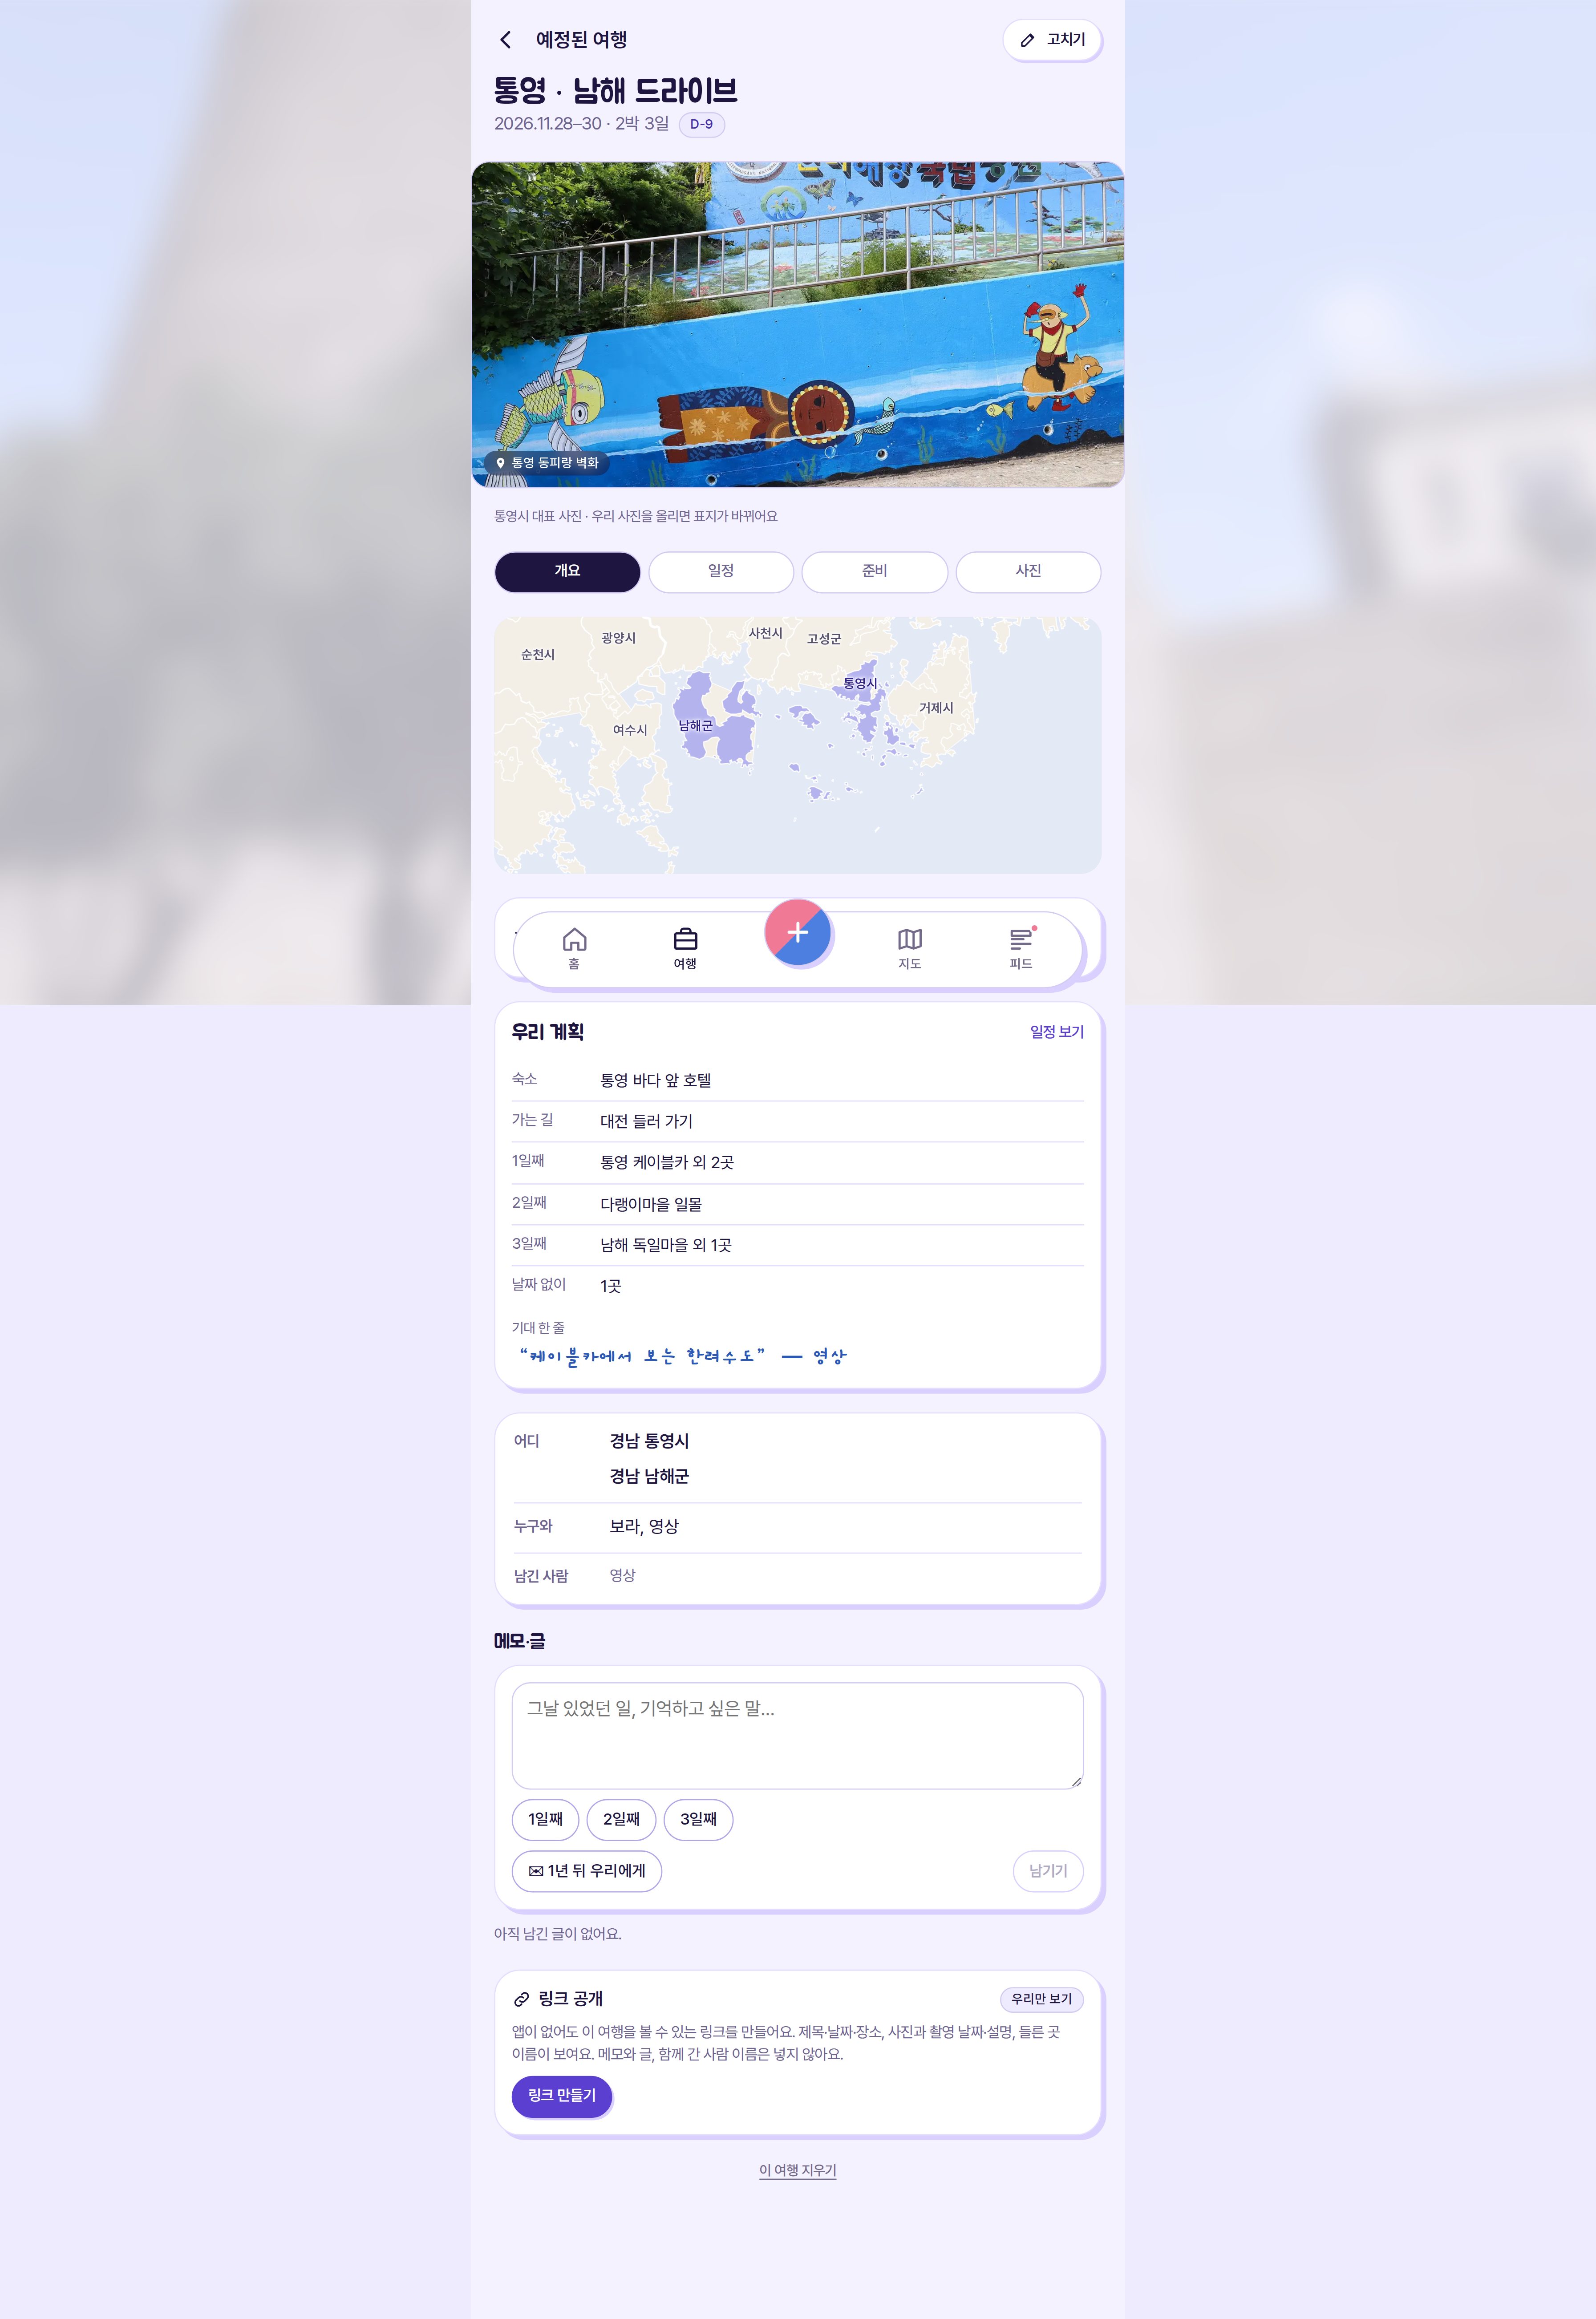 예정된 여행
고치기
통영 · 남해 드라이브
2026.11.28–30 · 2박 3일 D-9
통영 동피랑 벽화
통영시 대표 사진 · 우리 사진을 올리면 표지가 바뀌어요
개요 일정 준비 사진
광양시 사천시 고성군
순천시
통영시
거제시
여수시 남해군
홈 여행 지도 피드
우리 계획 일정 보기
숙소 통영 바다 앞 호텔
가는 길 대전 들러 가기
1일째 통영 케이블카 외 2곳
2일째 다랭이마을 일몰
3일째 남해 독일마을 외 1곳
날짜 없이 1곳
기대 한 줄
“케이블카에서 보는 한려수도” — 영상
어디 경남 통영시
경남 남해군
누구와 보라, 영상
남긴 사람 영상
메모·글
그날 있었던 일, 기억하고 싶은 말...
1일째 2일째 3일째
✉ 1년 뒤 우리에게 남기기
아직 남긴 글이 없어요.
링크 공개 우리만 보기
앱이 없어도 이 여행을 볼 수 있는 링크를 만들어요. 제목·날짜·장소, 사진과 촬영 날짜·설명, 들른 곳
이름이 보여요. 메모와 글, 함께 간 사람 이름은 넣지 않아요.
링크 만들기
이 여행 지우기